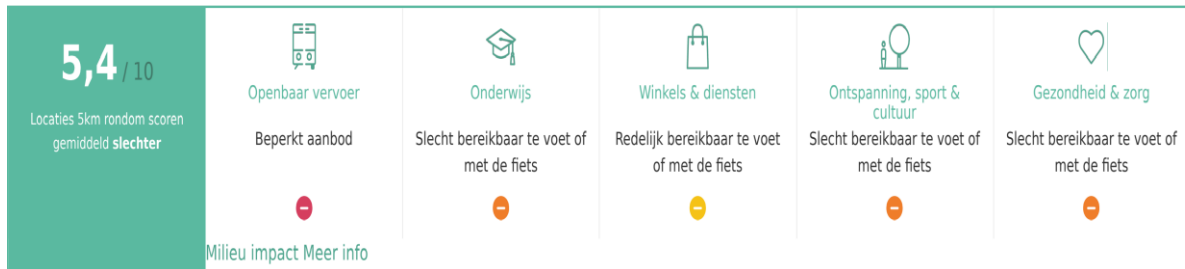 5,4 / 10
Locaties 5km rondom scoren
gemiddeld slechter
Openbaar vervoer
Beperkt aanbod
Onderwijs
Slecht bereikbaar te voet of
met de fiets
Winkels & diensten
Redelijk bereikbaar te voet
of met de fiets
Ontspanning, sport &
cultuur
Slecht bereikbaar te voet of
met de fiets
Gezondheid & zorg
Slecht bereikbaar te voet of
met de fiets
Milieu impact Meer info